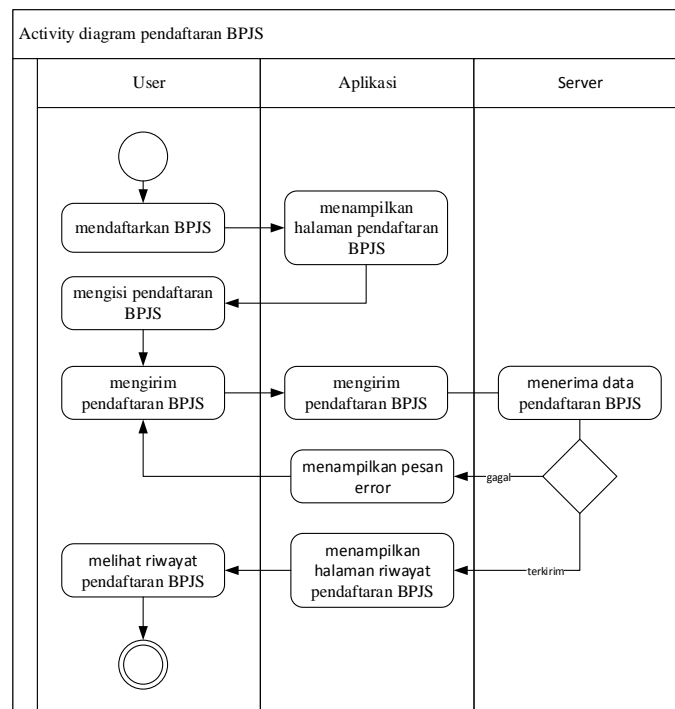 Activity diagram pendaftaran BPJS
User
Aplikasi
Server
mendaftarkan BPJS
menampilkan
halaman pendaftaran
BPJS
mengisi pendaftaran
BPJS
mengirim
pendaftaran BPJS
mengirim
pendaftaran BPJS
menerima data
pendaftaran BPJS
menampilkan pesan
error
gagal
melihat riwayat
pendaftaran BPJS
menampilkan
halaman riwayat
pendaftaran BPJS
terkirim